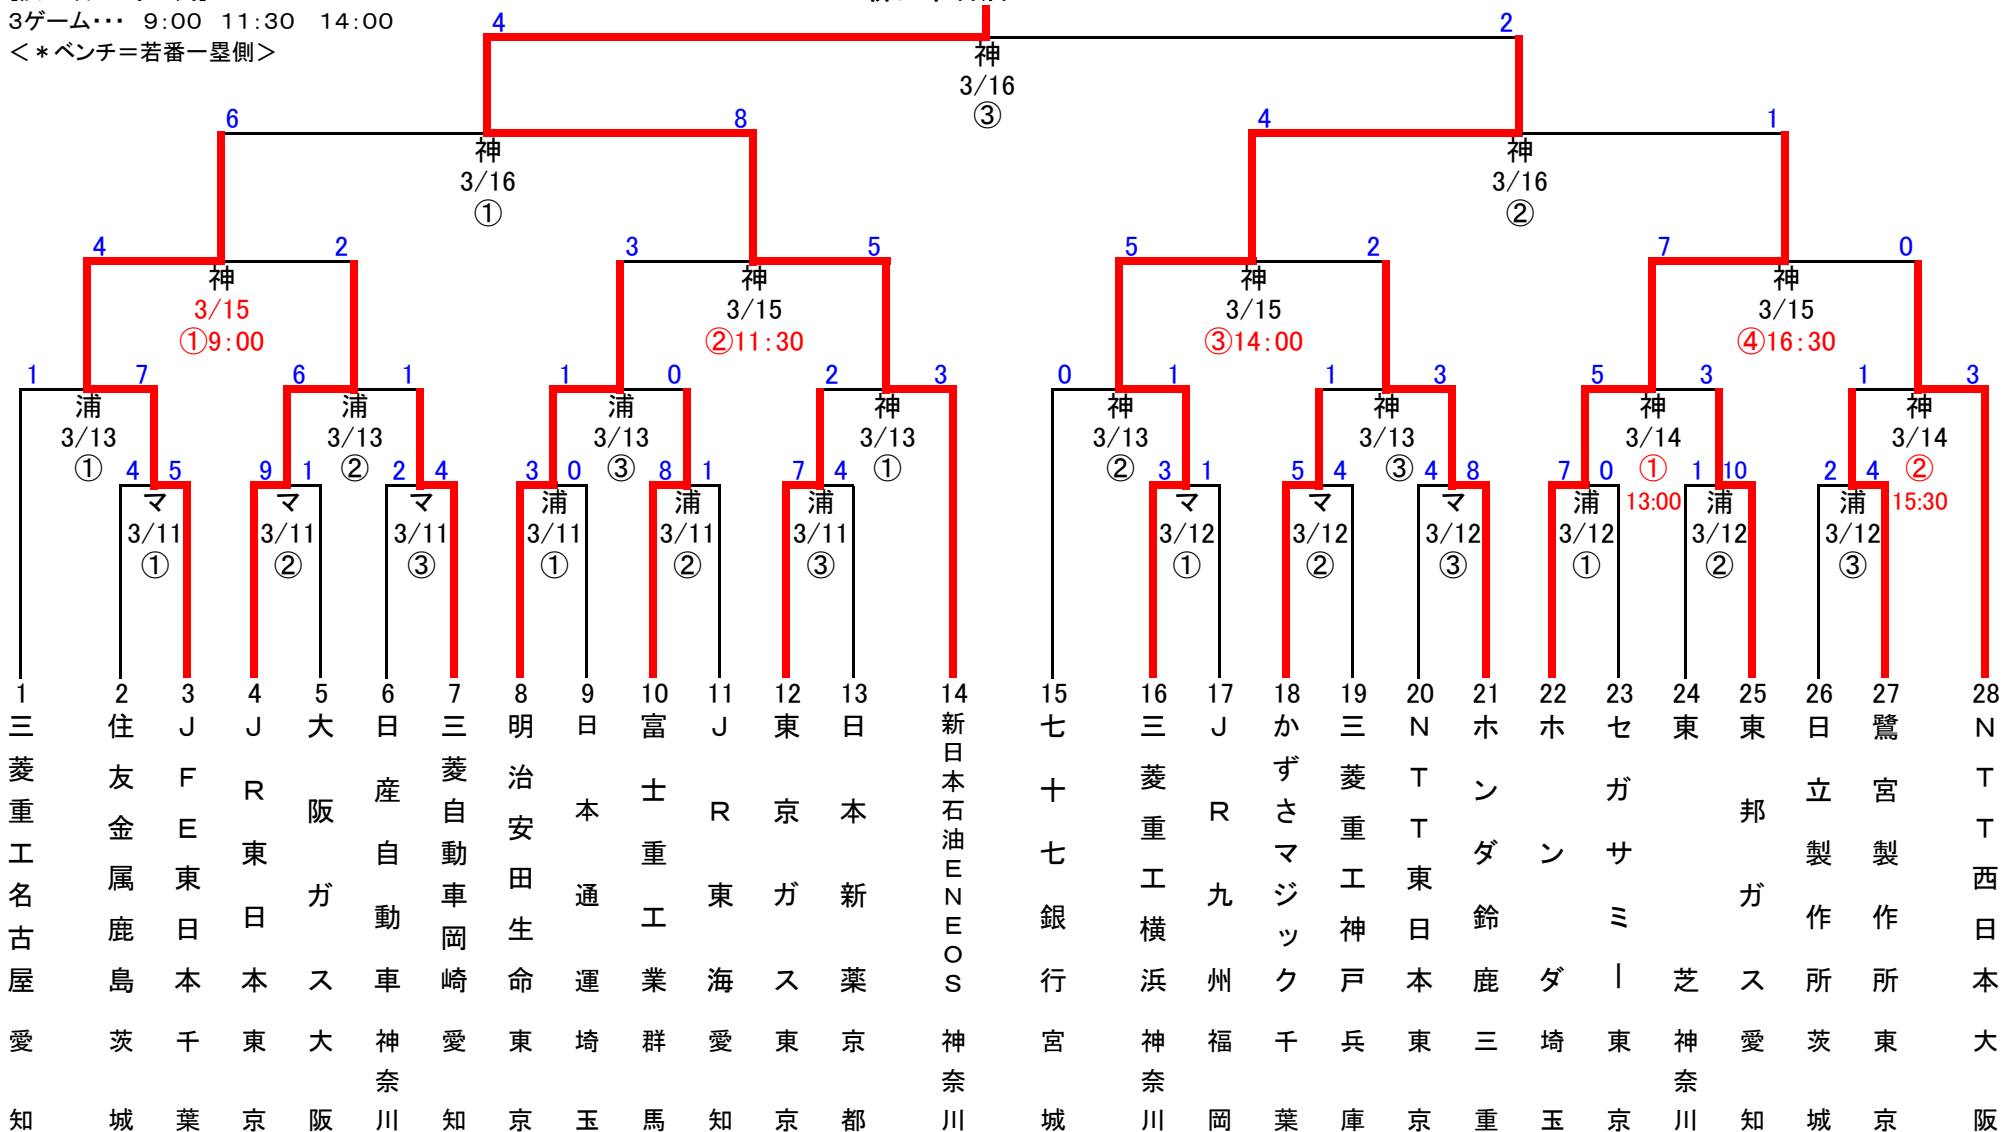 3ゲーム･･･ 9:00 11:30 14:00
＜＊ベンチ＝若番一塁側＞
4 2
神
3/16
③
6 8 4 1
神 神
3/16 3/16
① ②
4 2 3 5 5 2 7 0
神 神 神 神
3/15 3/15 3/15 3/15
①9:00 ②11:30 ③14:00 ④16:30
1 7 6 1 1 0 2 3 0 1 1 3 5 3 1 3
浦 浦 浦 神 神 神 神 神
3/13 3/13 3/13 3/13 3/13 3/13 3/14 3/14
① ② ③ ① ② ③ ① ②
13:00 15:30
4 5 9 1 2 4 3 0 8 1 7 4 3 1 5 4 4 8 7 0 1 10 2 4
マ マ マ 浦 浦 浦 マ マ マ 浦 浦 浦
3/11 3/11 3/11 3/11 3/11 3/11 3/12 3/12 3/12 3/12 3/12 3/12
① ② ③ ① ② ③ ① ② ③ ① ② ③
1 三菱重工名古屋 愛知
2 住友金属鹿島 茨城
3 ＪＦＥ東日本 千葉
4 ＪＲ東日本 東京
5 大阪ガス 大阪
6 日産自動車 神奈川
7 三菱自動車岡崎 愛知
8 明治安田生命 東京
9 日本通運 埼玉
10 富士重工業 群馬
11 ＪＲ東海 愛知
12 東京ガス 東京
13 日本新薬 京都
14 新日本石油ＥＮＥＯＳ 神奈川
15 七十七銀行 宮城
16 三菱重工横浜 神奈川
17 ＪＲ九州 福岡
18 かずさマジック 千葉
19 三菱重工神戸 兵庫
20 ＮＴＴ東日本 東京
21 ホンダ鈴鹿 三重
22 ホンダ 埼玉
23 セガサミー 東京
24 東芝 神奈川
25 東邦ガス 愛知
26 日立製作所 茨城
27 鷺宮製作所 東京
28 ＮＴＴ西日本 大阪